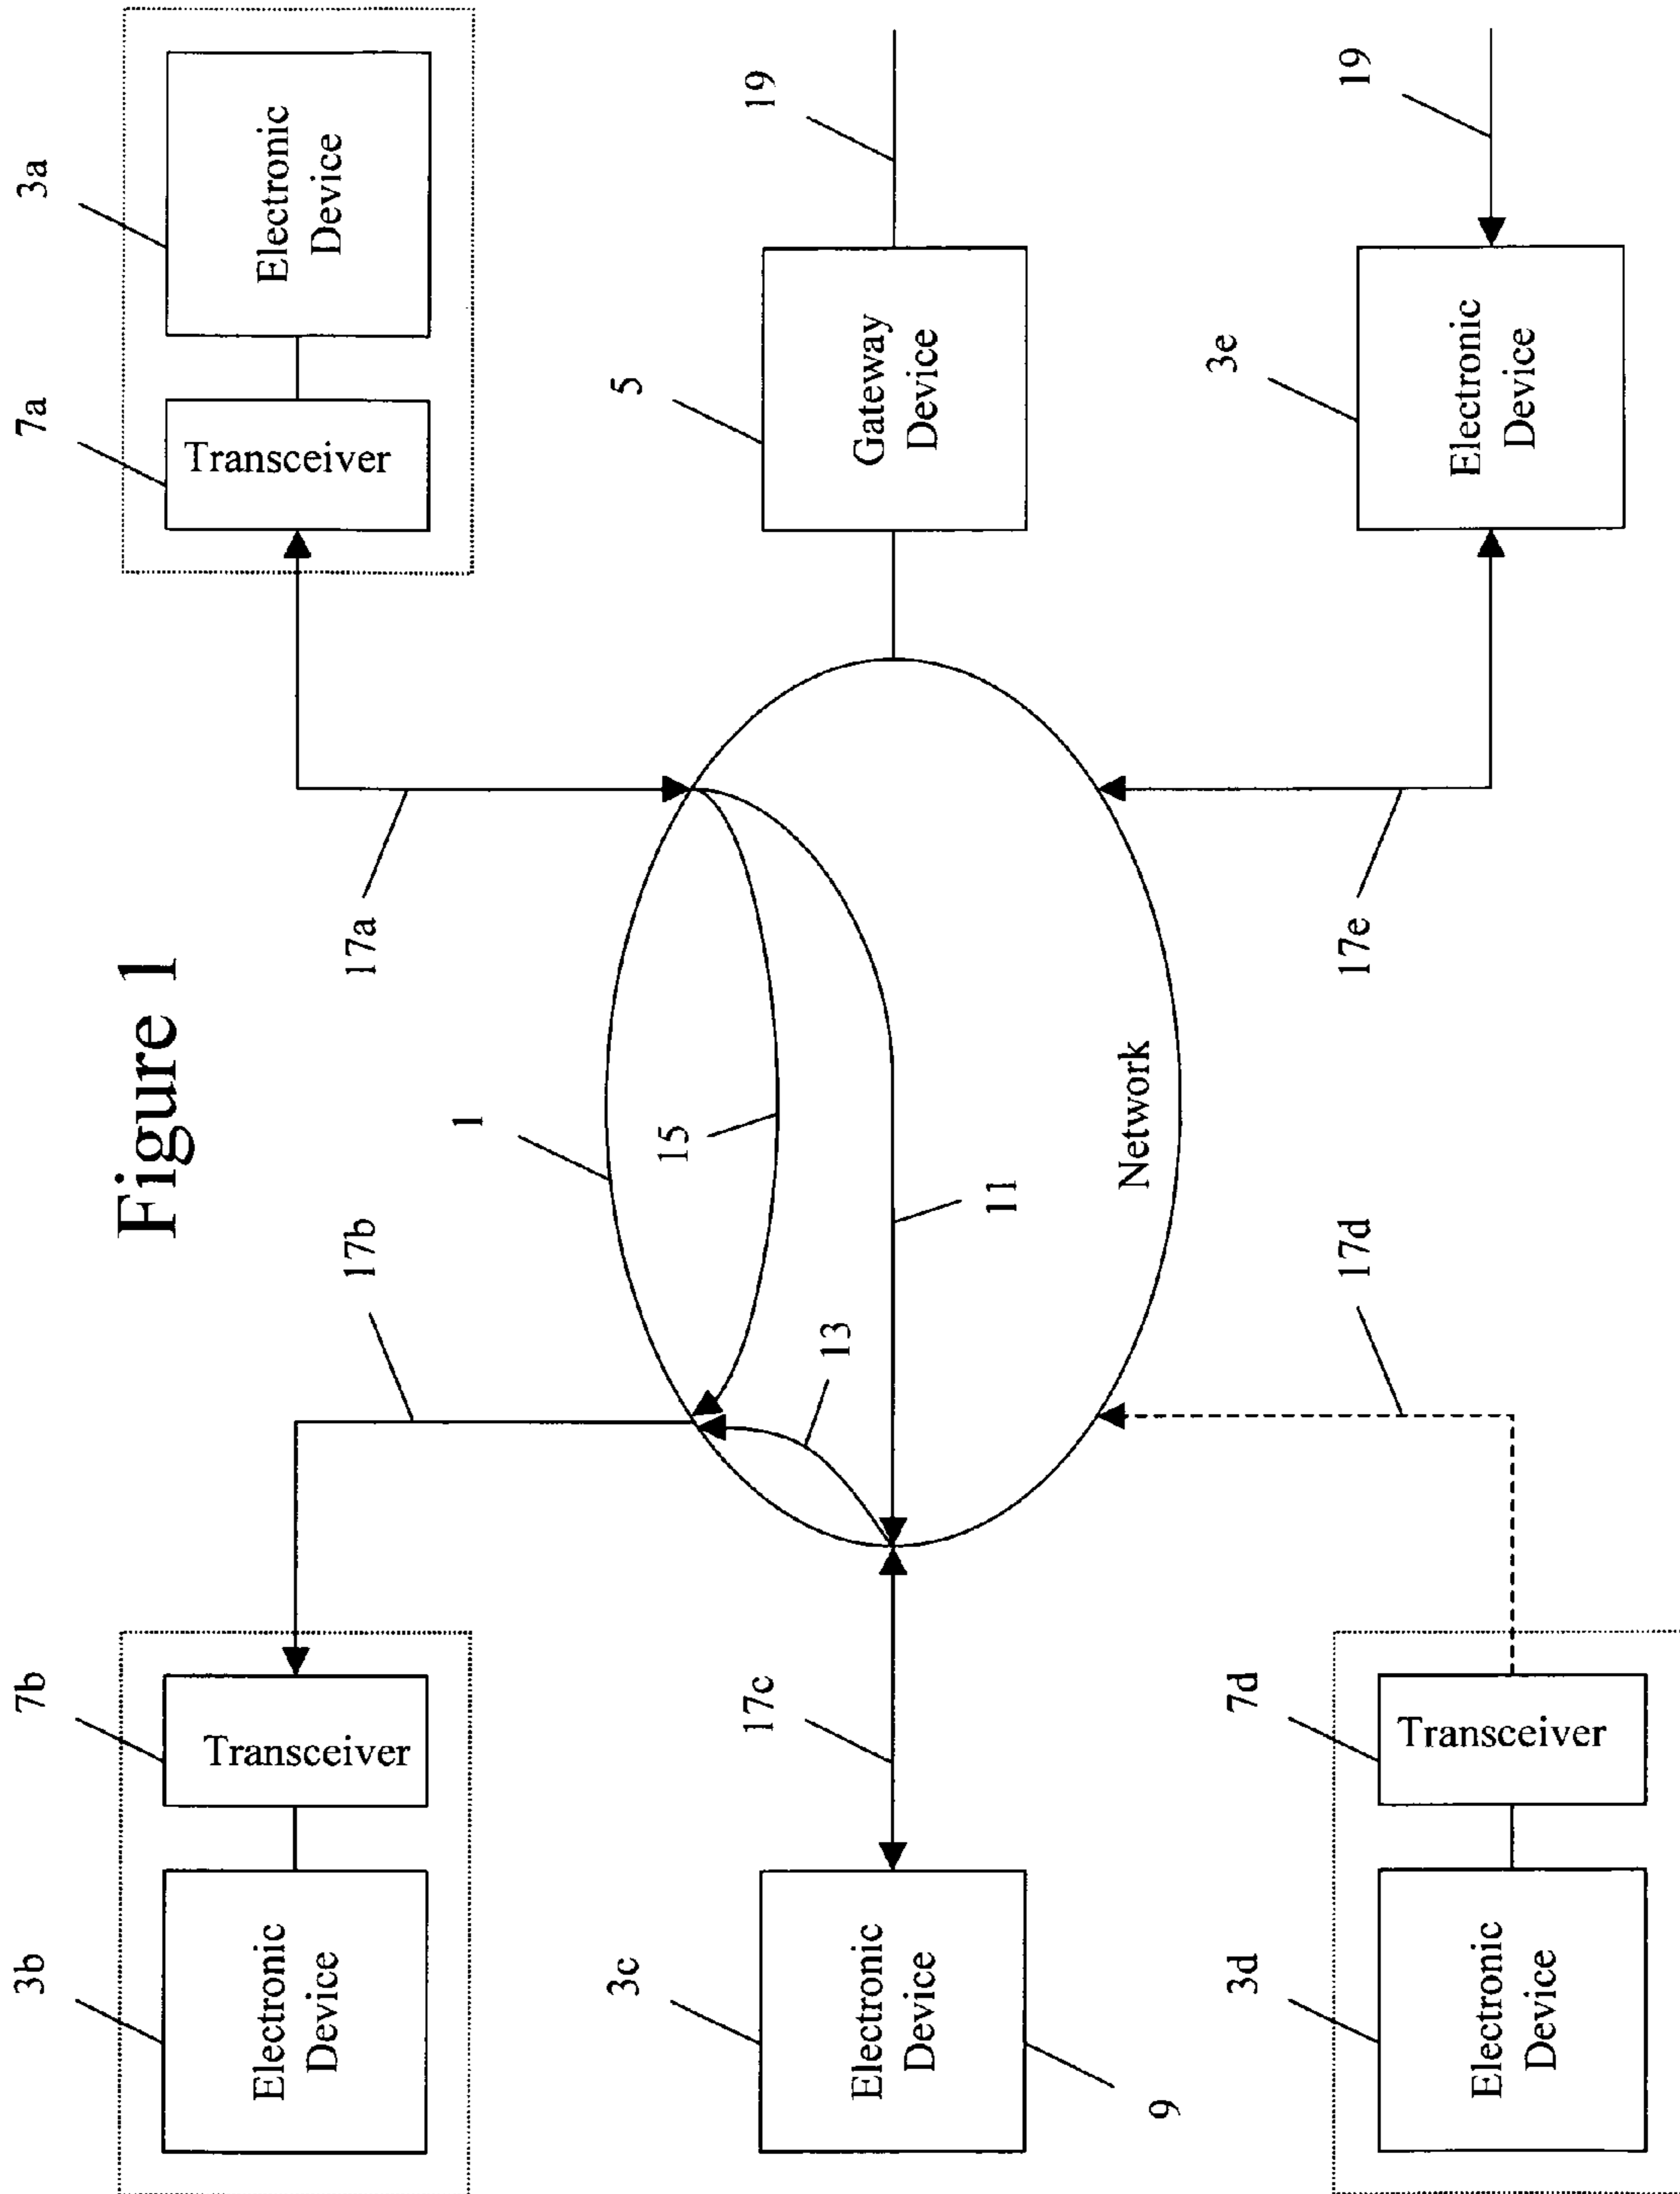 Figure 1
3b
7b
7a
3a
Electronic
Device
Transceiver
Transceiver
Electronic
Device
17b
17a
1
3c
5
15
17c
19
13
Electronic
Device
Gateway
Device
11
Network
9
3d
7d
3e
17d
17e
19
Electronic
Device
Transceiver
Electronic
Device